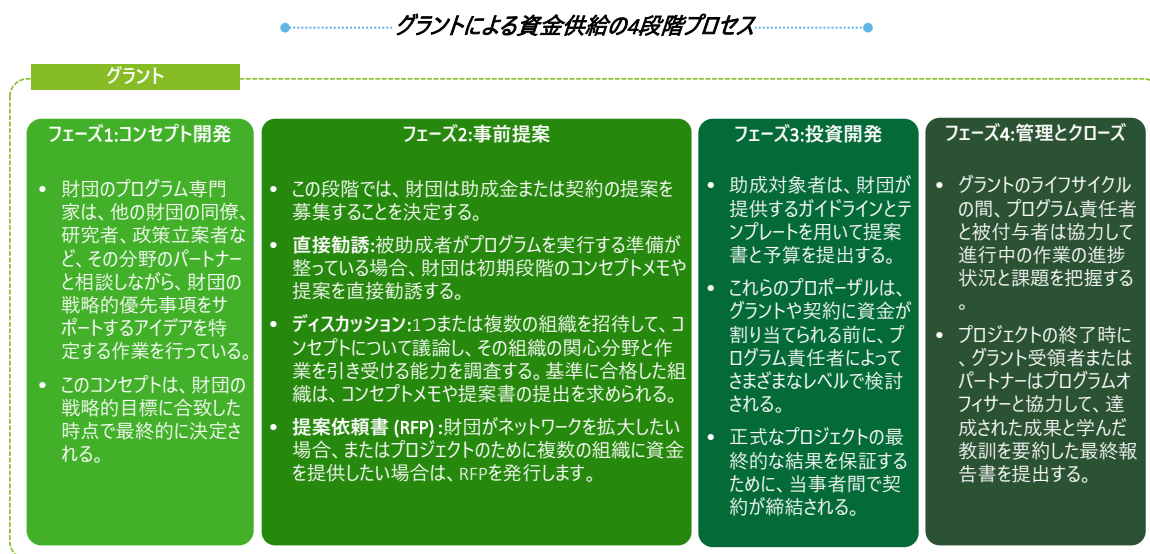 グラントによる資金供給の4段階プロセス
グラント
フェーズ1:コンセプト開発
• 財団のプログラム専門
家は、他の財団の同僚、
研究者、政策立案者な
ど、その分野のパートナー
と相談しながら、財団の
戦略的優先事項をサ
ポートするアイデアを特
定する作業を行っている。
• このコンセプトは、財団の
戦略的目標に合致した
時点で最終的に決定さ
れる。
フェーズ2:事前提案
• この段階では、財団は助成金または契約の提案を
募集することを決定する。
• 直接勧誘:被助成者がプログラムを実行する準備が
整っている場合、財団は初期段階のコンセプトメモや
提案を直接勧誘する。
• ディスカッション:1つまたは複数の組織を招待して、コ
ンセプトについて議論し、その組織の関心分野と作
業を引き受ける能力を調査する。基準に合格した組
織は、コンセプトメモや提案書の提出を求められる。
• 提案依頼書 (RFP) :財団がネットワークを拡大したい
場合、またはプロジェクトのために複数の組織に資金
を提供したい場合は、RFPを発行します。
フェーズ3:投資開発
• 助成対象者は、財団が
提供するガイドラインとテ
ンプレートを用いて提案
書と予算を提出する。
• これらのプロポーザルは、
グラントや契約に資金が
割り当てられる前に、プ
ログラム責任者によって
さまざまなレベルで検討
される。
• 正式なプロジェクトの最
終的な結果を保証する
ために、当事者間で契
約が締結される。
フェーズ4:管理とクローズ
• グラントのライフサイクル
の間、プログラム責任者
と被付与者は協力して
進行中の作業の進捗
状況と課題を把握する
。
• プロジェクトの終了時に
、グラント受領者または
パートナーはプログラムオ
フィサーと協力して、達
成された成果と学んだ
教訓を要約した最終報
告書を提出する。